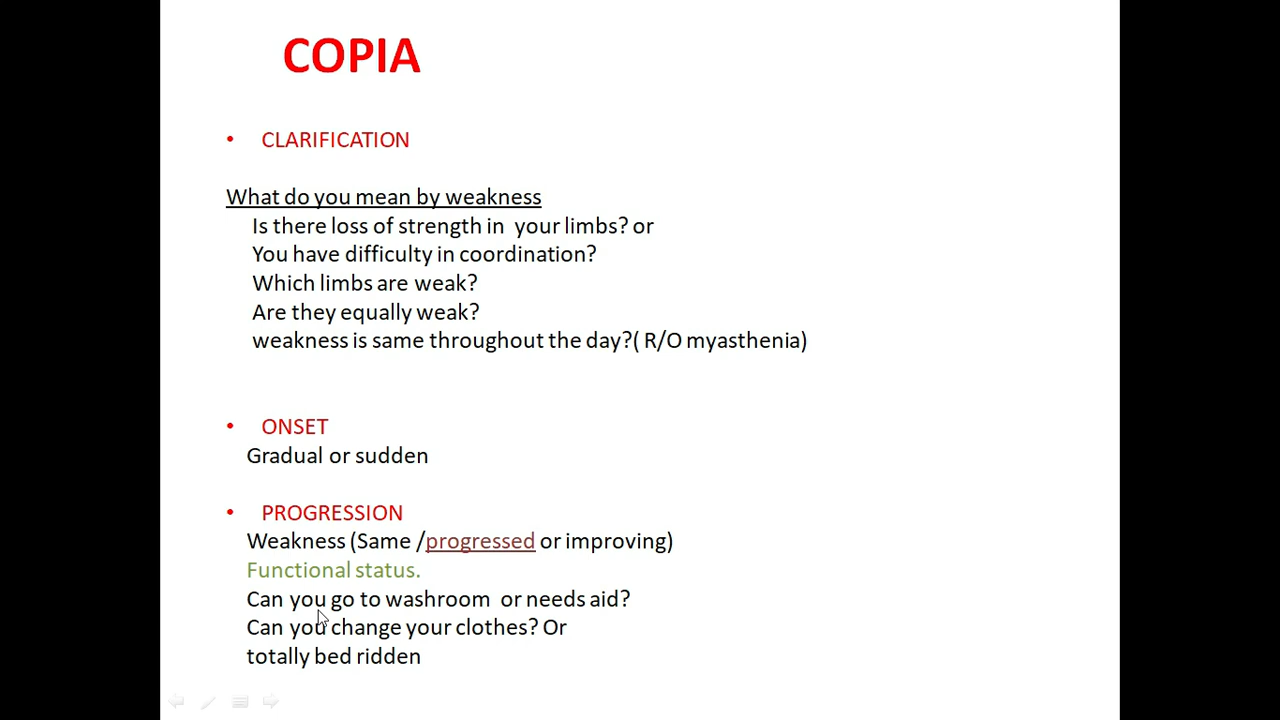 COPIA
• CLARIFICATION
What do you mean by weakness
Is there loss of strength in your limbs? or
You have difficulty in coordination?
Which limbs are weak?
Are they equally weak?
weakness is same throughout the day?( R/O myasthenia)
• ONSET
Gradual or sudden
• PROGRESSION
Weakness (Same /progressed or improving)
Functional status.
Can you go to washroom or needs aid?
Can you change your clothes? Or
totally bed ridden